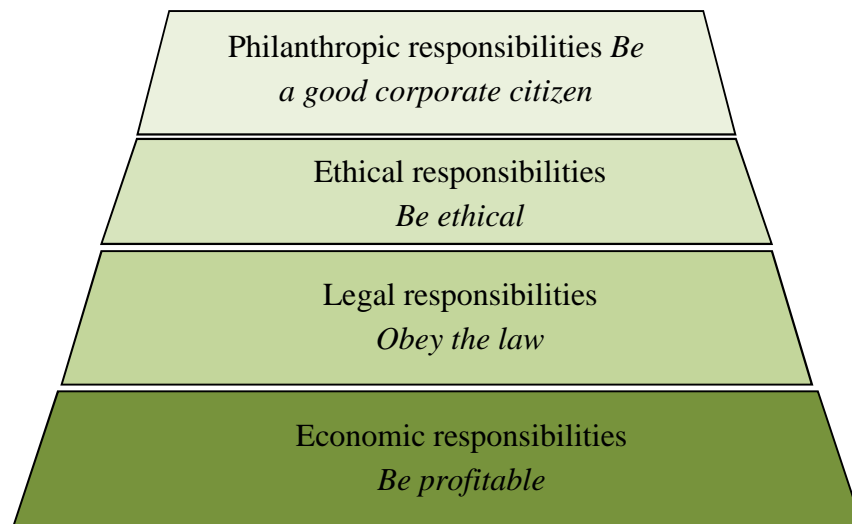 Philanthropic responsibilities Be
a good corporate citizen
Ethical responsibilities
Be ethical
Legal responsibilities
Obey the law
Economic responsibilities
Be profitable